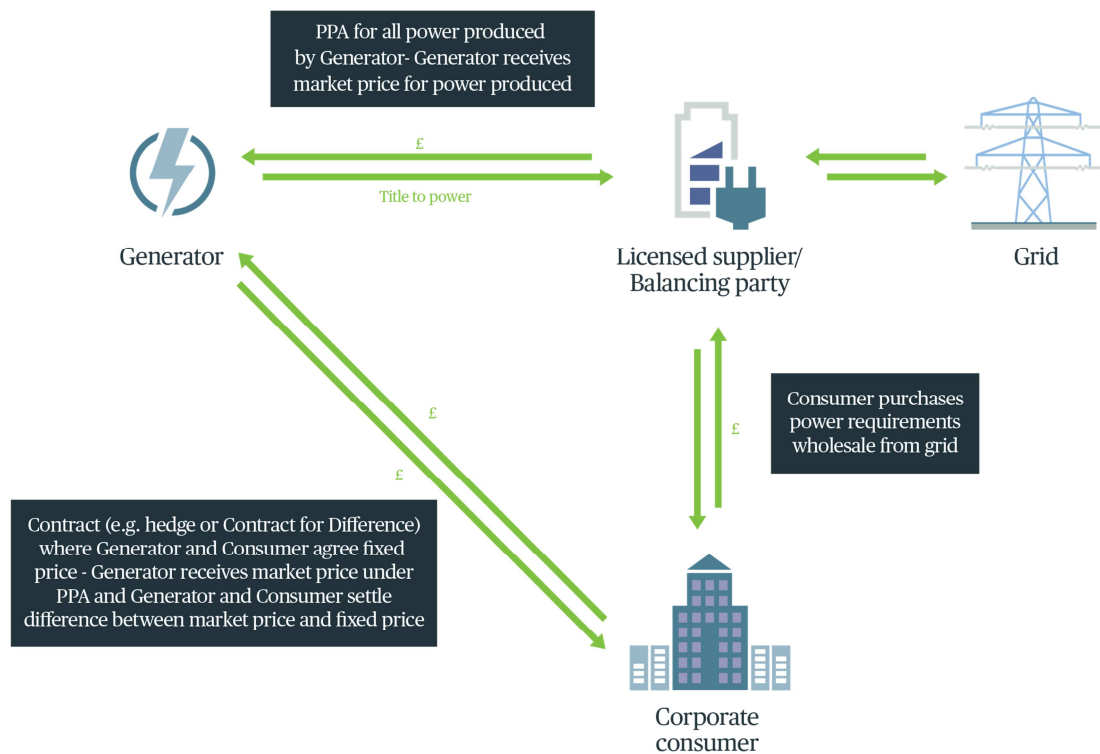 PPA for all power produced
by Generator- Generator receives
market price for power produced
£
Title to power
Generator
Licensed supplier/
Balancing party
Grid
Consumer purchases
power requirements
wholesale from grid
£
£
£
Contract (e.g. hedge or Contract for Difference)
where Generator and Consumer agree fixed
price - Generator receives market price under
PPA and Generator and Consumer settle
difference between market price and fixed price
Corporate
consumer